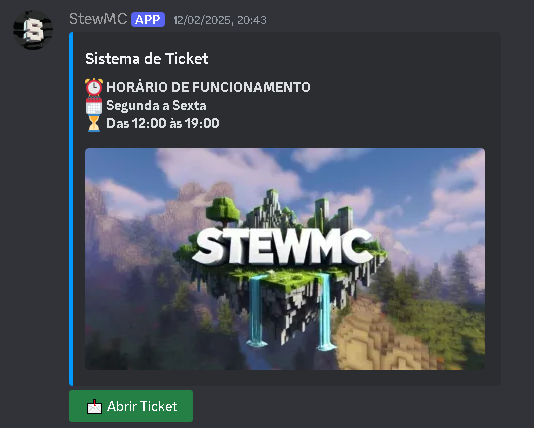 StewMC APP 12/02/2025, 20:43
Sistema de Ticket
HORÁRIO DE FUNCIONAMENTO
Segunda a Sexta
Das 12:00 às 19:00
STEWMC
Abrir Ticket